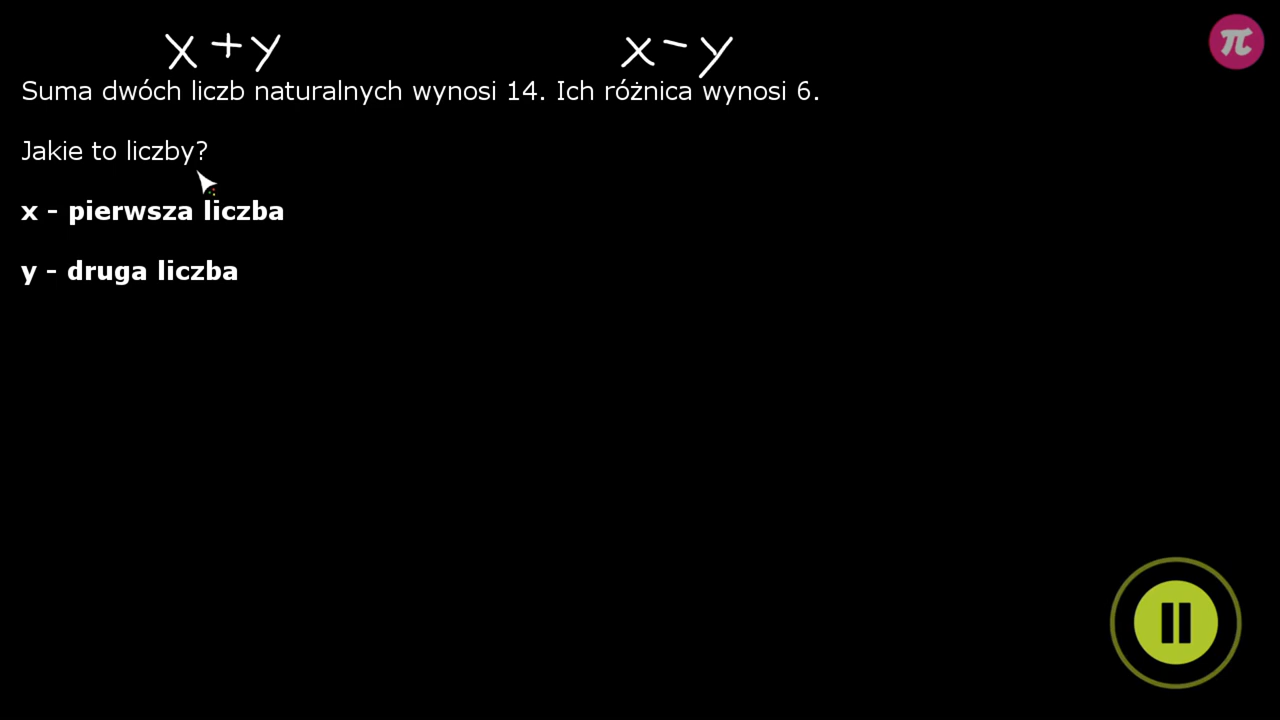 x + y x - y
Suma dwóch liczb naturalnych wynosi 14. Ich różnica wynosi 6.
Jakie to liczby?
x - pierwsza liczba
y - druga liczba
π